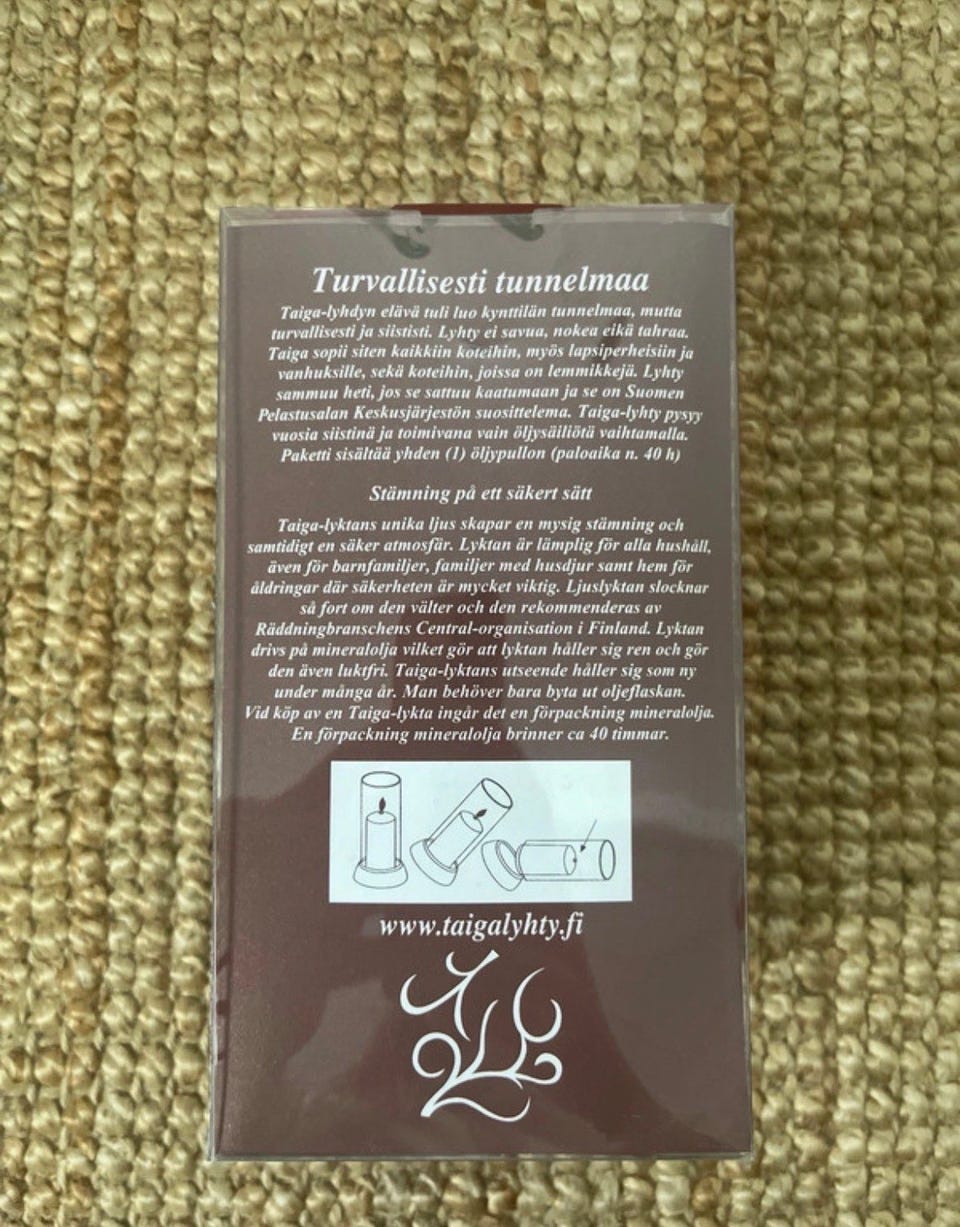 Turvallisesti tunnelmaa
Taiga-lyhdyn elävä tuli luo kynttilän tunnelmaa, mutta
turvallisesti ja siististi. Lyhty ei savua, nokea eikä tahraa.
Taiga sopii siten kaikkiin koteihin, myös lapsiperheisiin ja
vanhuksille, sekä koteihin, joissa on lemmikkejä. Lyhty
sammuu heti, jos se sattuu kaatumaan ja se on Suomen
Pelastusalan Keskusjärjestön suosittelema. Taiga-lyhty pysyy
vuosia siistinä ja toimivana vain öljysäiliötä vaihtamalla.
Paketti sisältää yhden (1) öljypullon (paloaika n. 40 h)
Stämning på ett säkert sätt
Taiga-lyktans unika ljus skapar en mysig stämning och
samtidigt en säker atmosfär. Lyktan är lämplig för alla hushåll,
även för barnfamiljer, familjer med husdjur samt hem för
åldringar där säkerheten är mycket viktig. Ljuslyktan slocknar
så fort om den välter och den rekommenderas av
Räddningbranschens Central-organisation i Finland. Lyktan
drivs på mineralolja vilket gör att lyktan håller sig ren och gör
den även luktfri. Taiga-lyktans utseende håller sig som ny
under många år. Man behöver bara byta ut oljeflaskan.
Vid köp av en Taiga-lykta ingår det en förpackning mineralolja.
En förpackning mineralolja brinner ca 40 timmar.
www.taigalyhty.fi